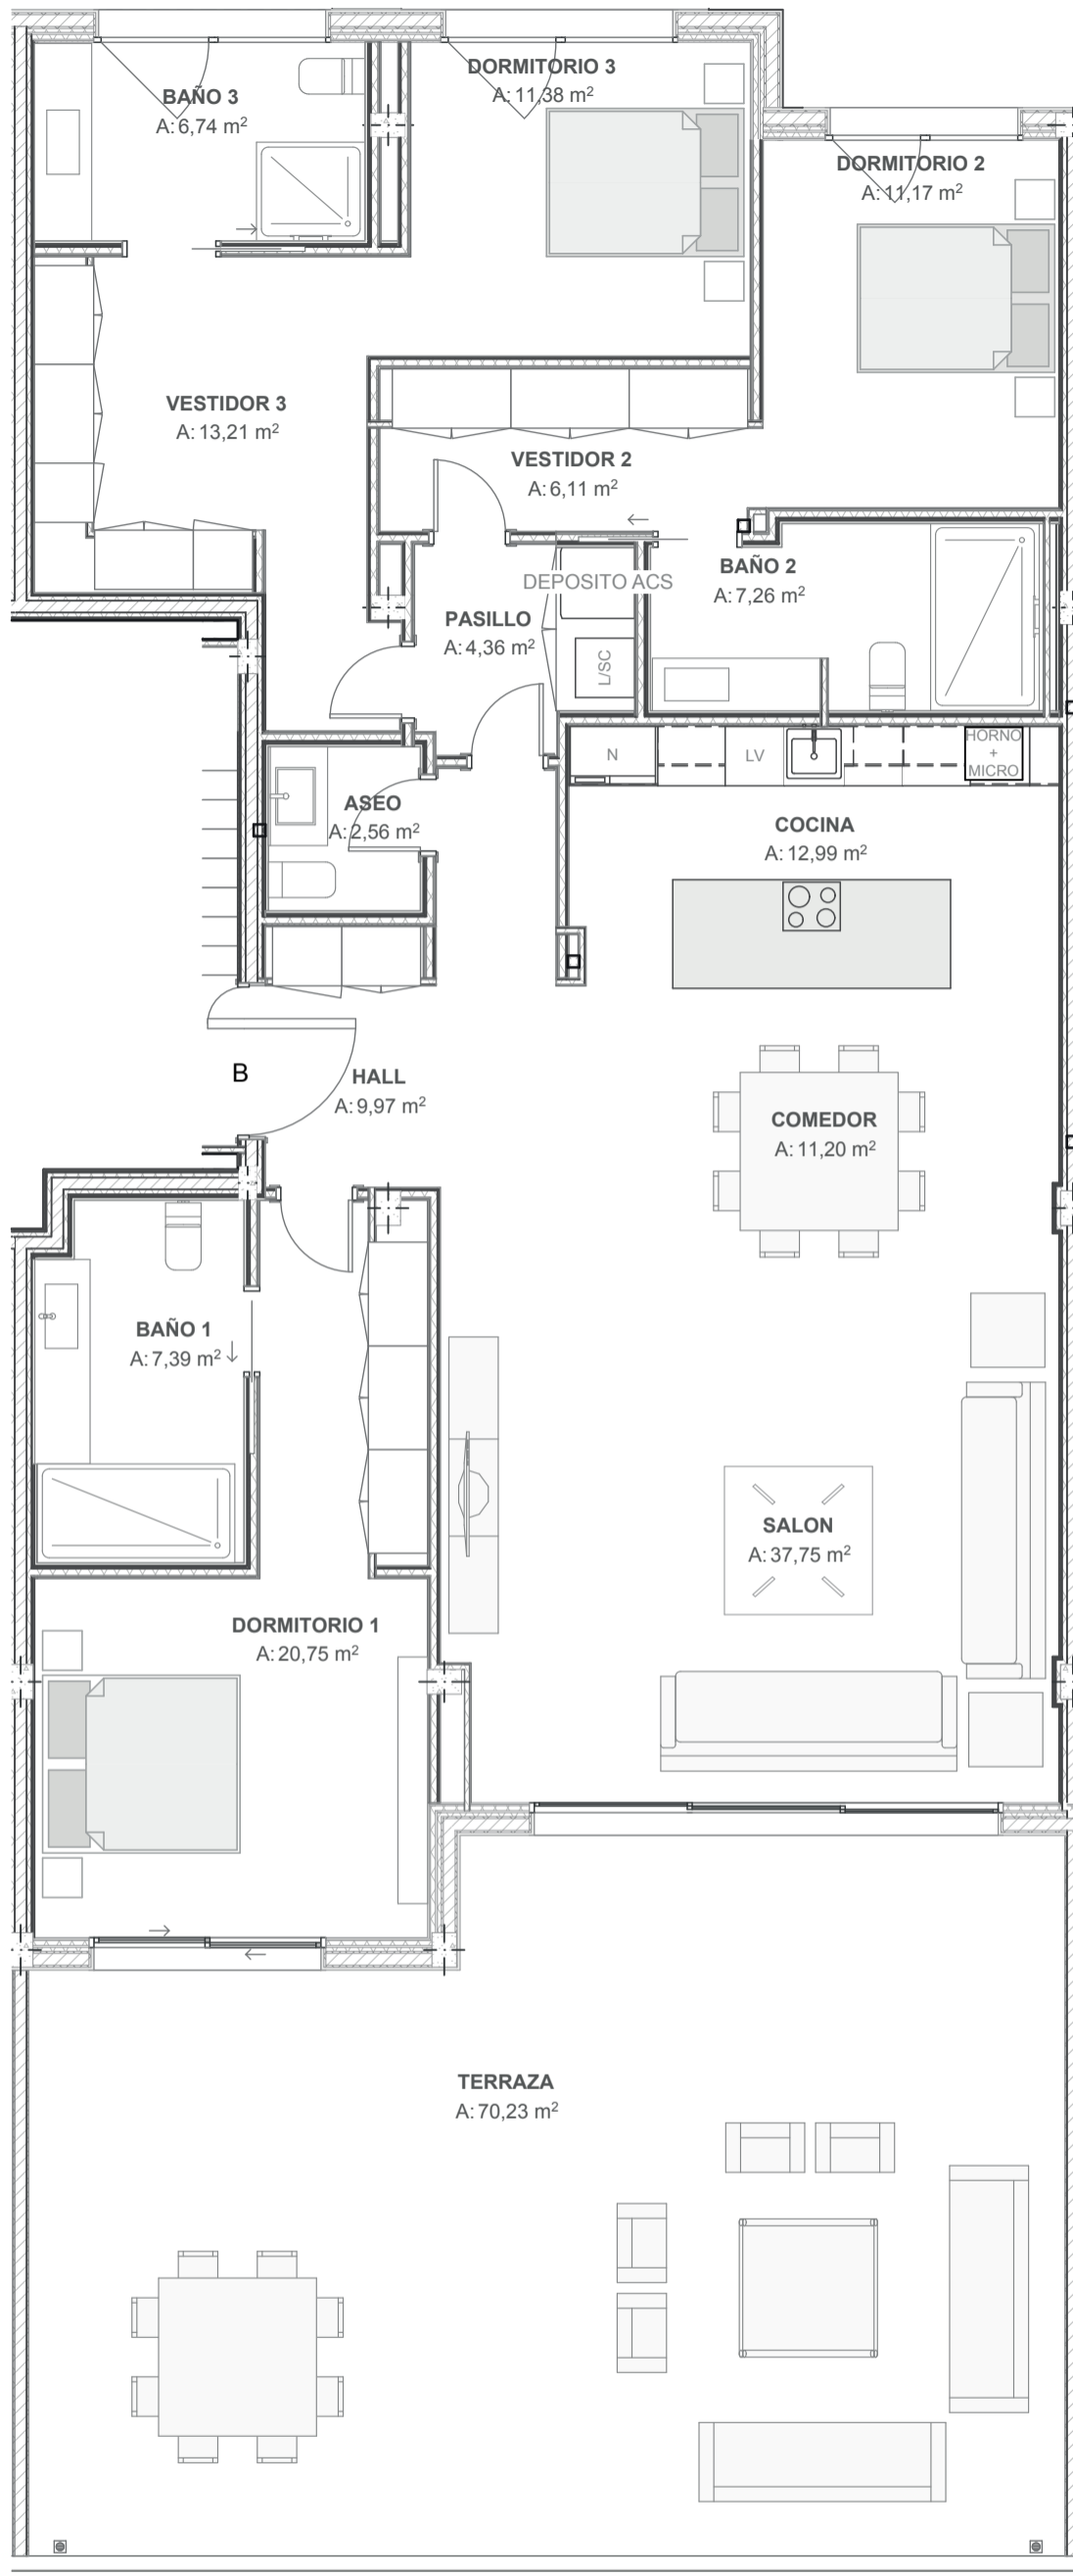 BAÑO 3
A: 6,74 m²
DORMITORIO 3
A: 11,38 m²
DORMITORIO 2
A: 11,17 m²
VESTIDOR 3
A: 13,21 m²
VESTIDOR 2
A: 6,11 m²
DEPOSITO ACS
BAÑO 2
A: 7,26 m²
PASILLO
A: 4,36 m²
L/SC
N
LV
HORNO
+
MICRO
ASEO
A: 2,56 m²
COCINA
A: 12,99 m²
B
HALL
A: 9,97 m²
COMEDOR
A: 11,20 m²
BAÑO 1
A: 7,39 m²
SALON
A: 37,75 m²
DORMITORIO 1
A: 20,75 m²
TERRAZA
A: 70,23 m²